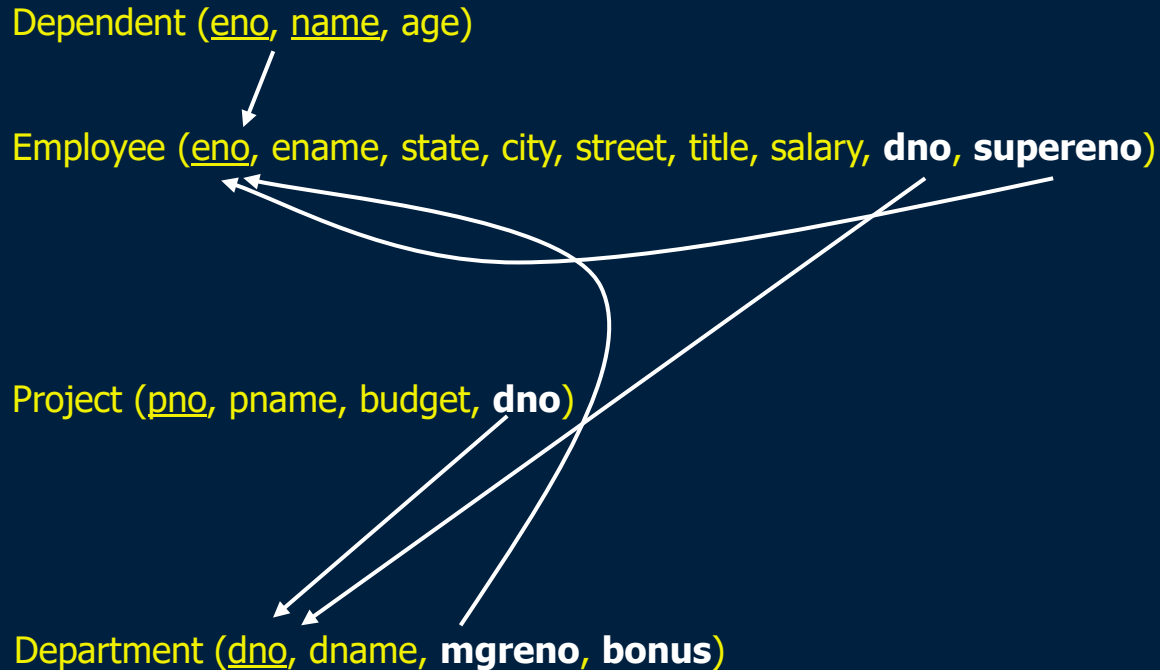 Dependent (eno, name, age)
Employee (eno, ename, state, city, street, title, salary, dno, supereno)
Project (pno, pname, budget, dno)
Department (dno, dname, mgreno, bonus)